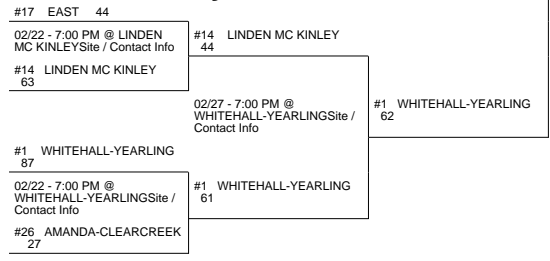 #17 EAST 44
02/22 - 7:00 PM @ LINDEN
MC KINLEYSite / Contact Info
#14 LINDEN MC KINLEY
63
#14 LINDEN MC KINLEY
44
02/27 - 7:00 PM @
WHITEHALL-YEARLINGSite /
Contact Info
#1 WHITEHALL-YEARLING
62
#1 WHITEHALL-YEARLING
87
02/22 - 7:00 PM @
WHITEHALL-YEARLINGSite /
Contact Info
#26 AMANDA-CLEARCREEK
27
#1 WHITEHALL-YEARLING
61